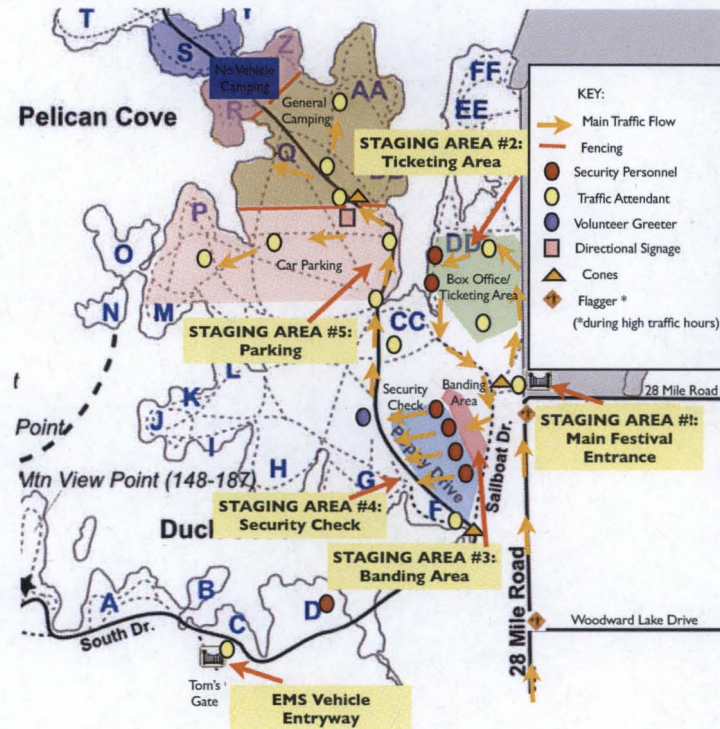 T
S
Z
No Vehicle
Camping
R
General
Camping
AA
Q
FF
EE
Pelican Cove
STAGING AREA #2:
Ticketing Area
KEY:
Main Traffic Flow
Fencing
Security Personnel
Traffic Attendant
Volunteer Greeter
Directional Signage
Cones
Flagger *
(*during high traffic hours)
P
O
N
M
Car Parking
DD
Box Office/
Ticketing Area
STAGING AREA #5:
Parking
CC
L
K
J
I
H
G
F
Security
Check
Banding
Area
28 Mile Road
STAGING AREA #!:
Main Festival
Entrance
Sailboat Dr.
Drive
t
Point
Mtn View Point (148-187)
STAGING AREA #4:
Security Check
Duc
STAGING AREA #3:
Banding Area
A
B
C
D
South Dr.
28 Mile Road
Woodward Lake Drive
Tom's
Gate
EMS Vehicle
Entryway